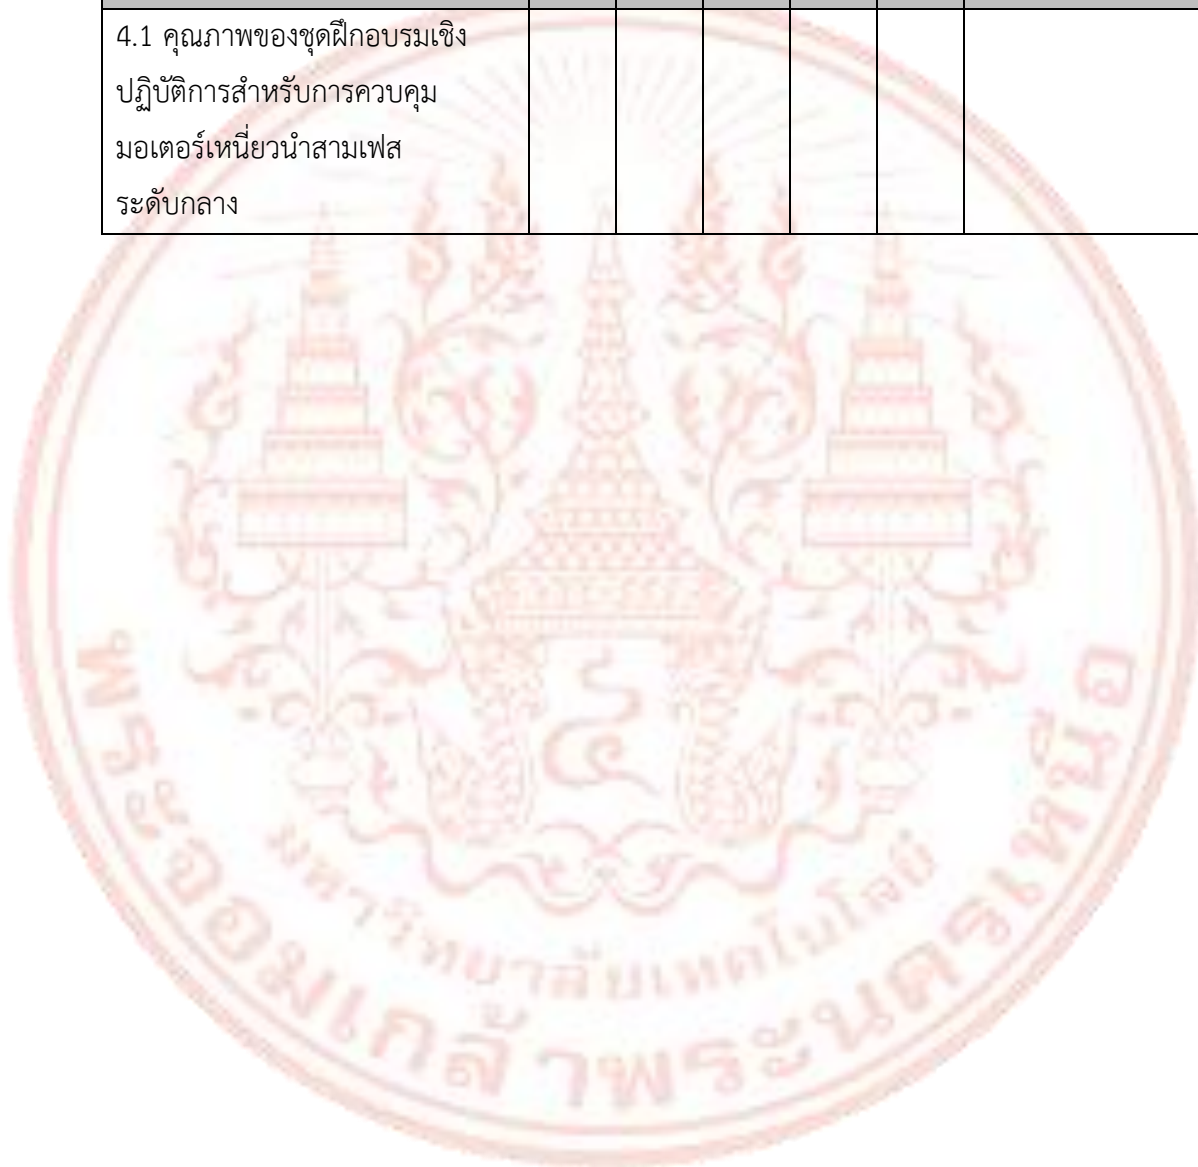 4.1 คุณภาพของชุดฝึกอบรมเชิง
ปฏิบัติการสำหรับการควบคุม
มอเตอร์เหนี่ยวนำสามเฟส
ระดับกลาง
มหาวิทยาลัยเทคโนโลยี
พระจอมเกล้าพระนครเหนือ